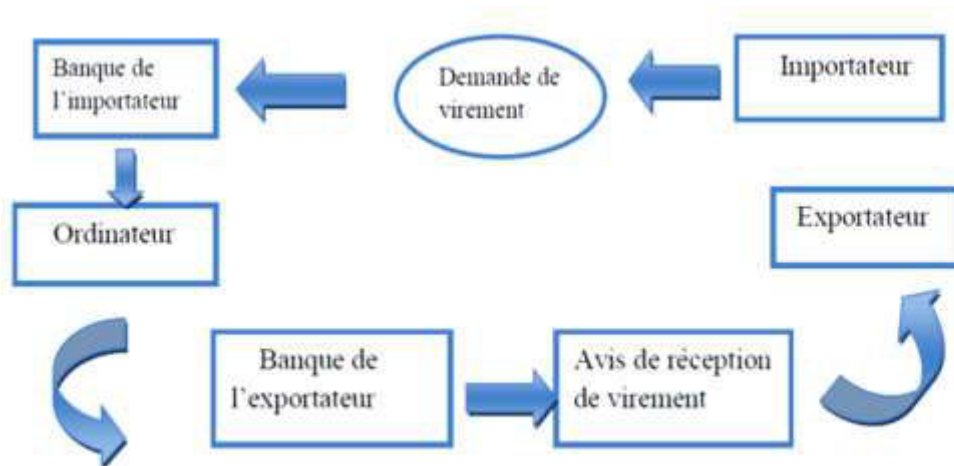 Banque de
l'importateur
Demande de
virement
Importateur
Ordinateur
Exportateur
Banque de
l'exportateur
Avis de réception
de virement